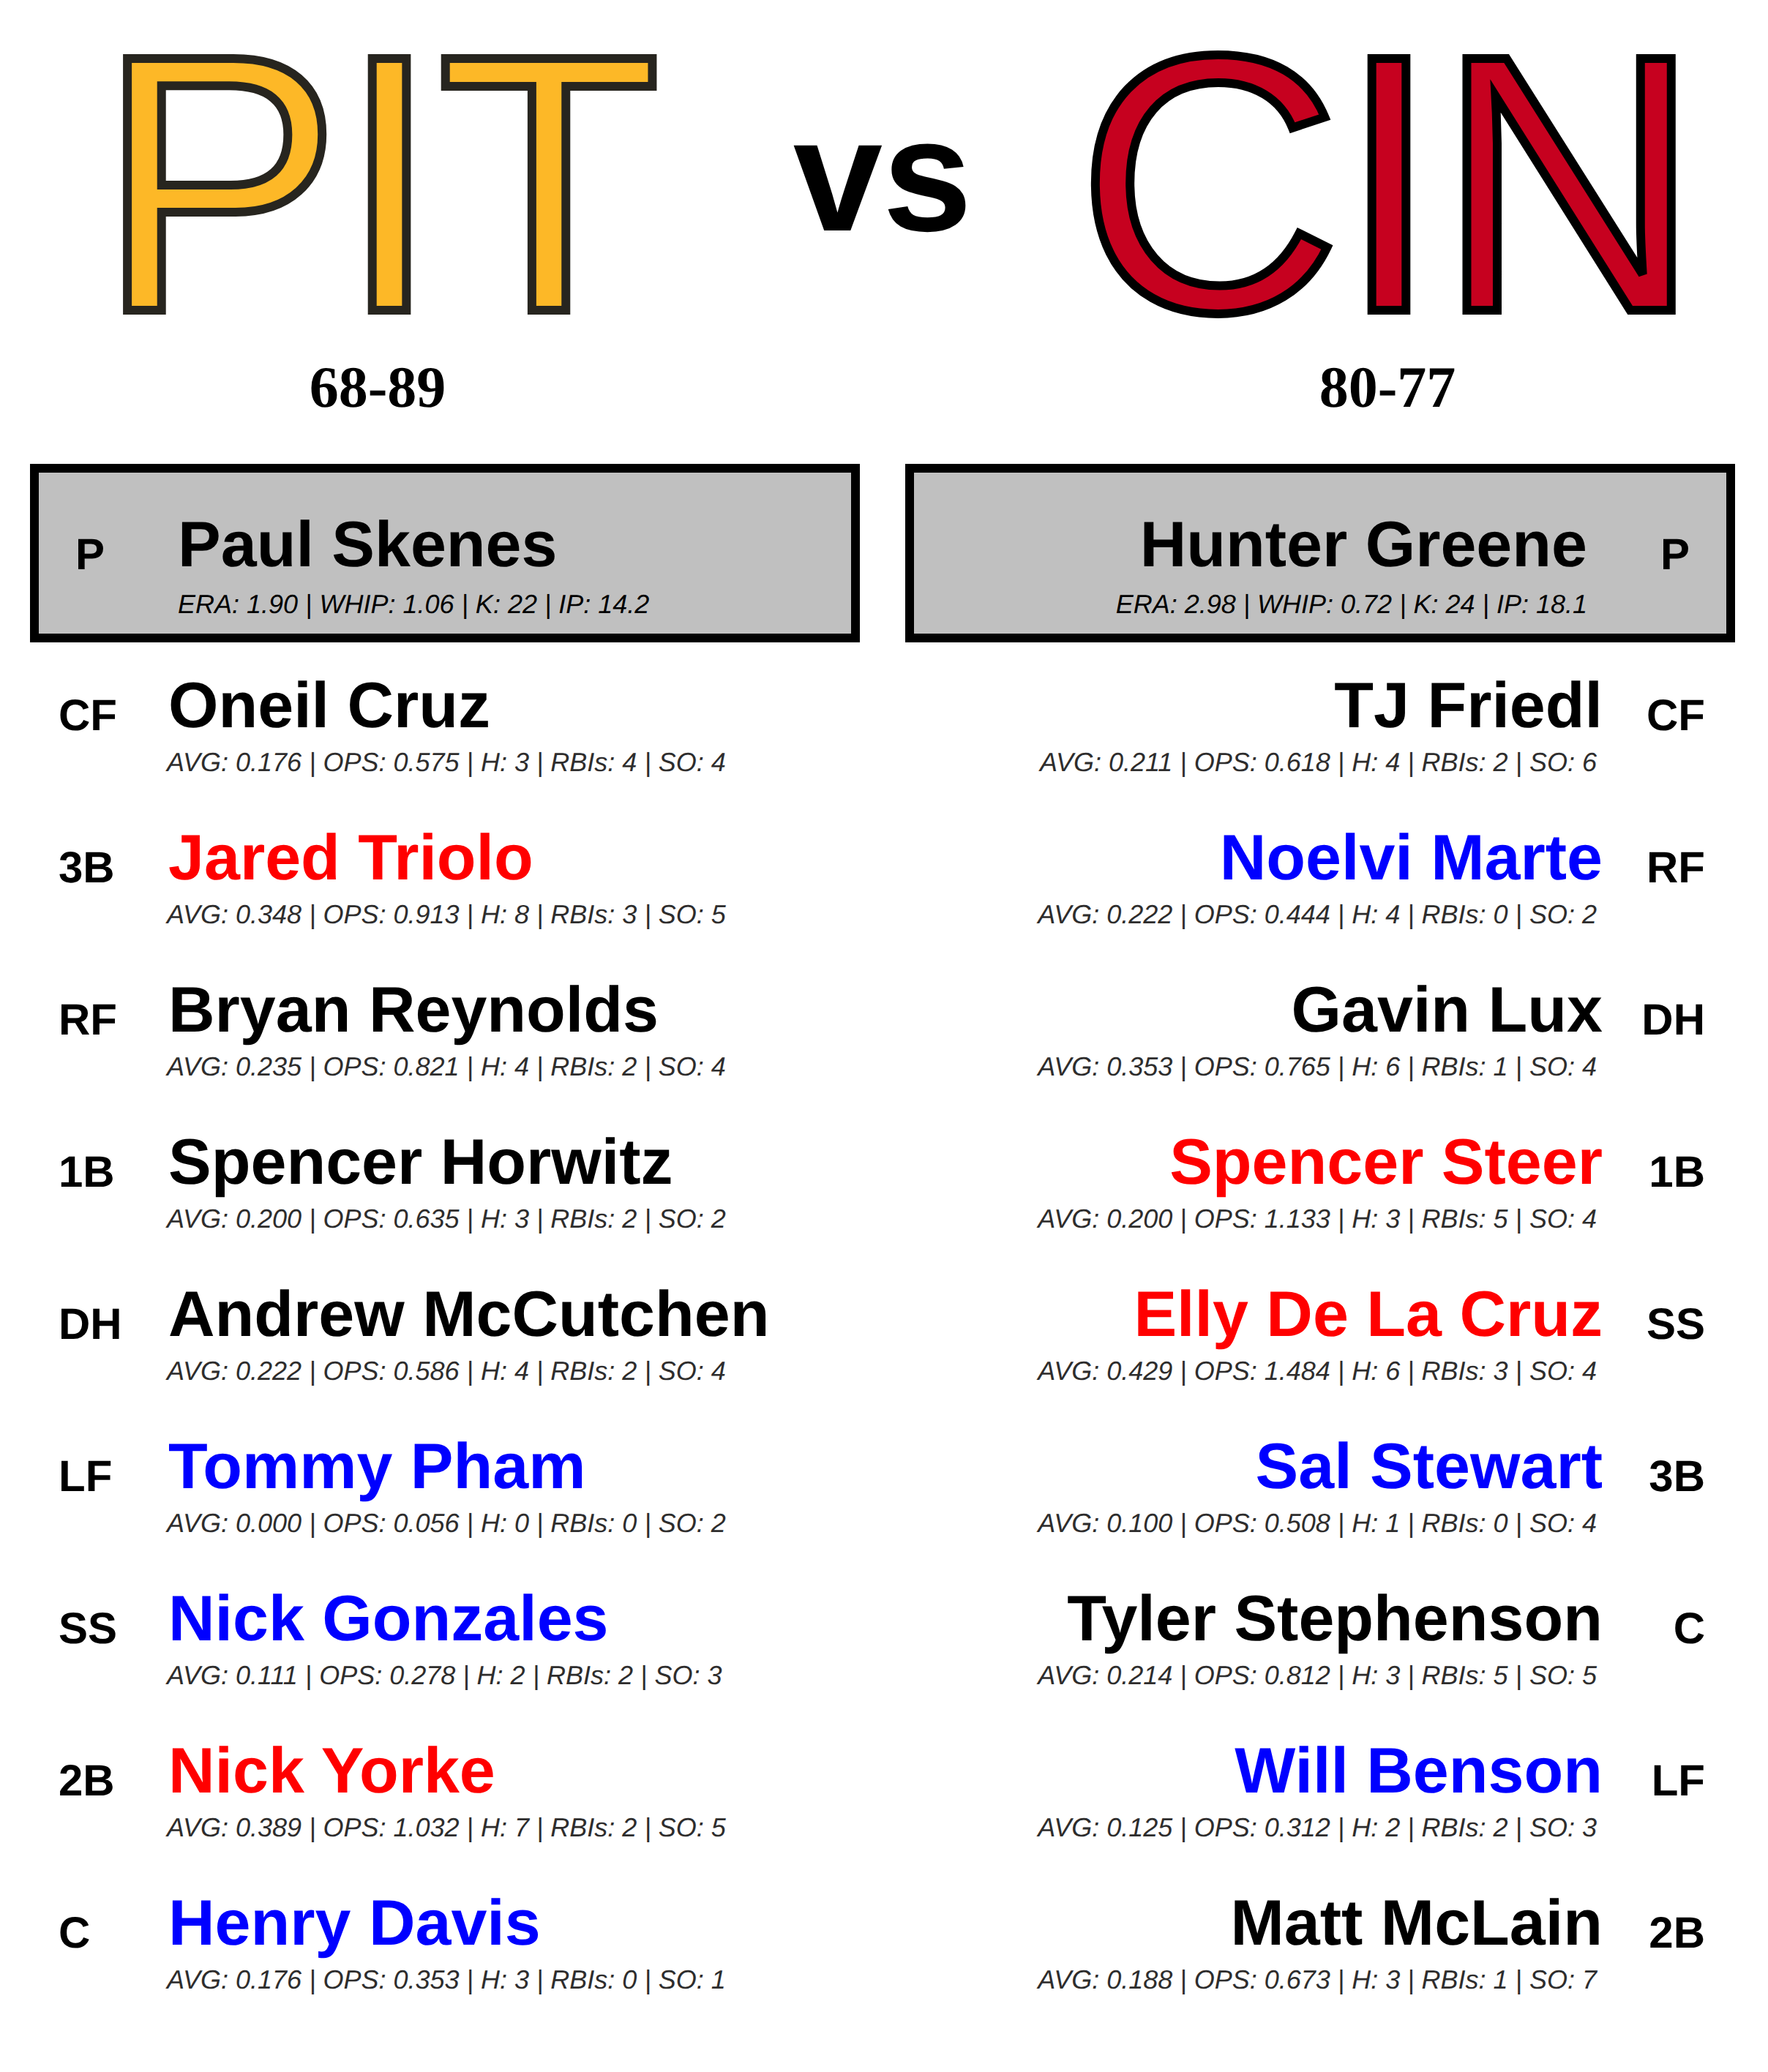 PIT vs CIN
68-89 80-77
P Paul Skenes
ERA: 1.90 | WHIP: 1.06 | K: 22 | IP: 14.2
Hunter Greene P
ERA: 2.98 | WHIP: 0.72 | K: 24 | IP: 18.1
CF Oneil Cruz
AVG: 0.176 | OPS: 0.575 | H: 3 | RBIs: 4 | SO: 4
3B Jared Triolo
AVG: 0.348 | OPS: 0.913 | H: 8 | RBIs: 3 | SO: 5
RF Bryan Reynolds
AVG: 0.235 | OPS: 0.821 | H: 4 | RBIs: 2 | SO: 4
1B Spencer Horwitz
AVG: 0.200 | OPS: 0.635 | H: 3 | RBIs: 2 | SO: 2
DH Andrew McCutchen
AVG: 0.222 | OPS: 0.586 | H: 4 | RBIs: 2 | SO: 4
LF Tommy Pham
AVG: 0.000 | OPS: 0.056 | H: 0 | RBIs: 0 | SO: 2
SS Nick Gonzales
AVG: 0.111 | OPS: 0.278 | H: 2 | RBIs: 2 | SO: 3
2B Nick Yorke
AVG: 0.389 | OPS: 1.032 | H: 7 | RBIs: 2 | SO: 5
C Henry Davis
AVG: 0.176 | OPS: 0.353 | H: 3 | RBIs: 0 | SO: 1
TJ Friedl CF
AVG: 0.211 | OPS: 0.618 | H: 4 | RBIs: 2 | SO: 6
Noelvi Marte RF
AVG: 0.222 | OPS: 0.444 | H: 4 | RBIs: 0 | SO: 2
Gavin Lux DH
AVG: 0.353 | OPS: 0.765 | H: 6 | RBIs: 1 | SO: 4
Spencer Steer 1B
AVG: 0.200 | OPS: 1.133 | H: 3 | RBIs: 5 | SO: 4
Elly De La Cruz SS
AVG: 0.429 | OPS: 1.484 | H: 6 | RBIs: 3 | SO: 4
Sal Stewart 3B
AVG: 0.100 | OPS: 0.508 | H: 1 | RBIs: 0 | SO: 4
Tyler Stephenson C
AVG: 0.214 | OPS: 0.812 | H: 3 | RBIs: 5 | SO: 5
Will Benson LF
AVG: 0.125 | OPS: 0.312 | H: 2 | RBIs: 2 | SO: 3
Matt McLain 2B
AVG: 0.188 | OPS: 0.673 | H: 3 | RBIs: 1 | SO: 7